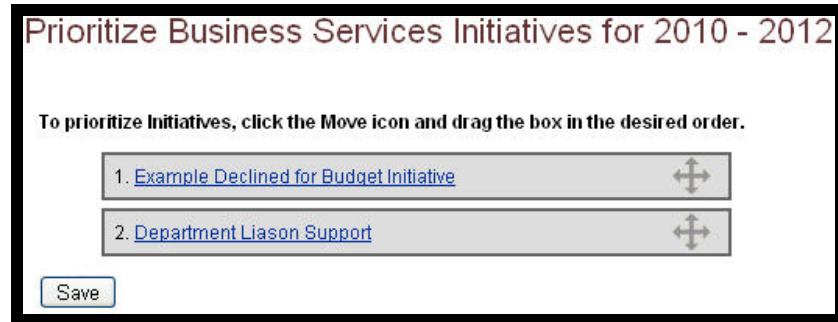 Prioritize Business Services Initiatives for 2010 - 2012
To prioritize Initiatives, click the Move icon and drag the box in the desired order.
1. Example Declined for Budget Initiative
2. Department Liason Support
Save